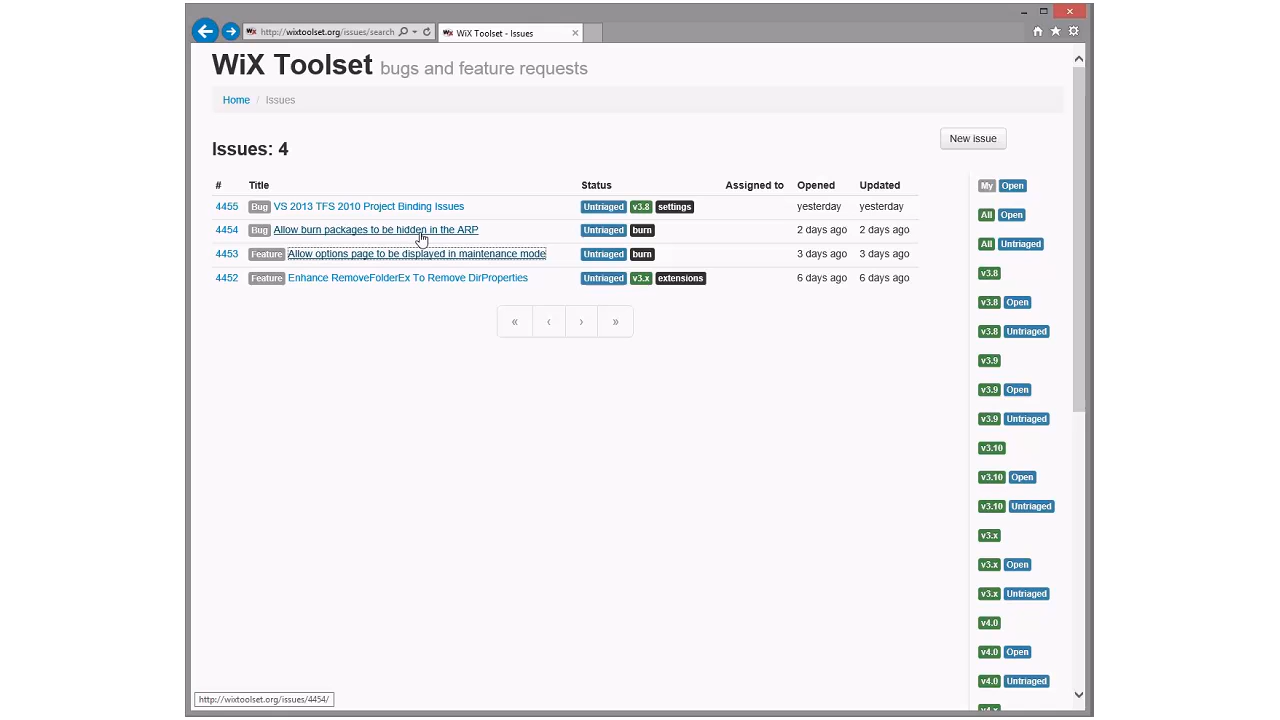 http://wixtoolset.org/issues/search
WiX Toolset - Issues
WiX Toolset bugs and feature requests
Home / Issues
Issues: 4
New issue
# Title Status Assigned to Opened Updated
4455 Bug VS 2013 TFS 2010 Project Binding Issues Untriaged v3.8 settings yesterday yesterday
4454 Bug Allow burn packages to be hidden in the ARP Untriaged burn 2 days ago 2 days ago
4453 Feature Allow options page to be displayed in maintenance mode Untriaged burn 3 days ago 3 days ago
4452 Feature Enhance RemoveFolderEx To Remove DirProperties Untriaged v3.x extensions 6 days ago 6 days ago
« ‹ › »
My Open
All Open
All Untriaged
v3.8
v3.8 Open
v3.8 Untriaged
v3.9
v3.9 Open
v3.9 Untriaged
v3.10
v3.10 Open
v3.10 Untriaged
v3.x
v3.x Open
v3.x Untriaged
v4.0
v4.0 Open
v4.0 Untriaged
http://wixtoolset.org/issues/4454/